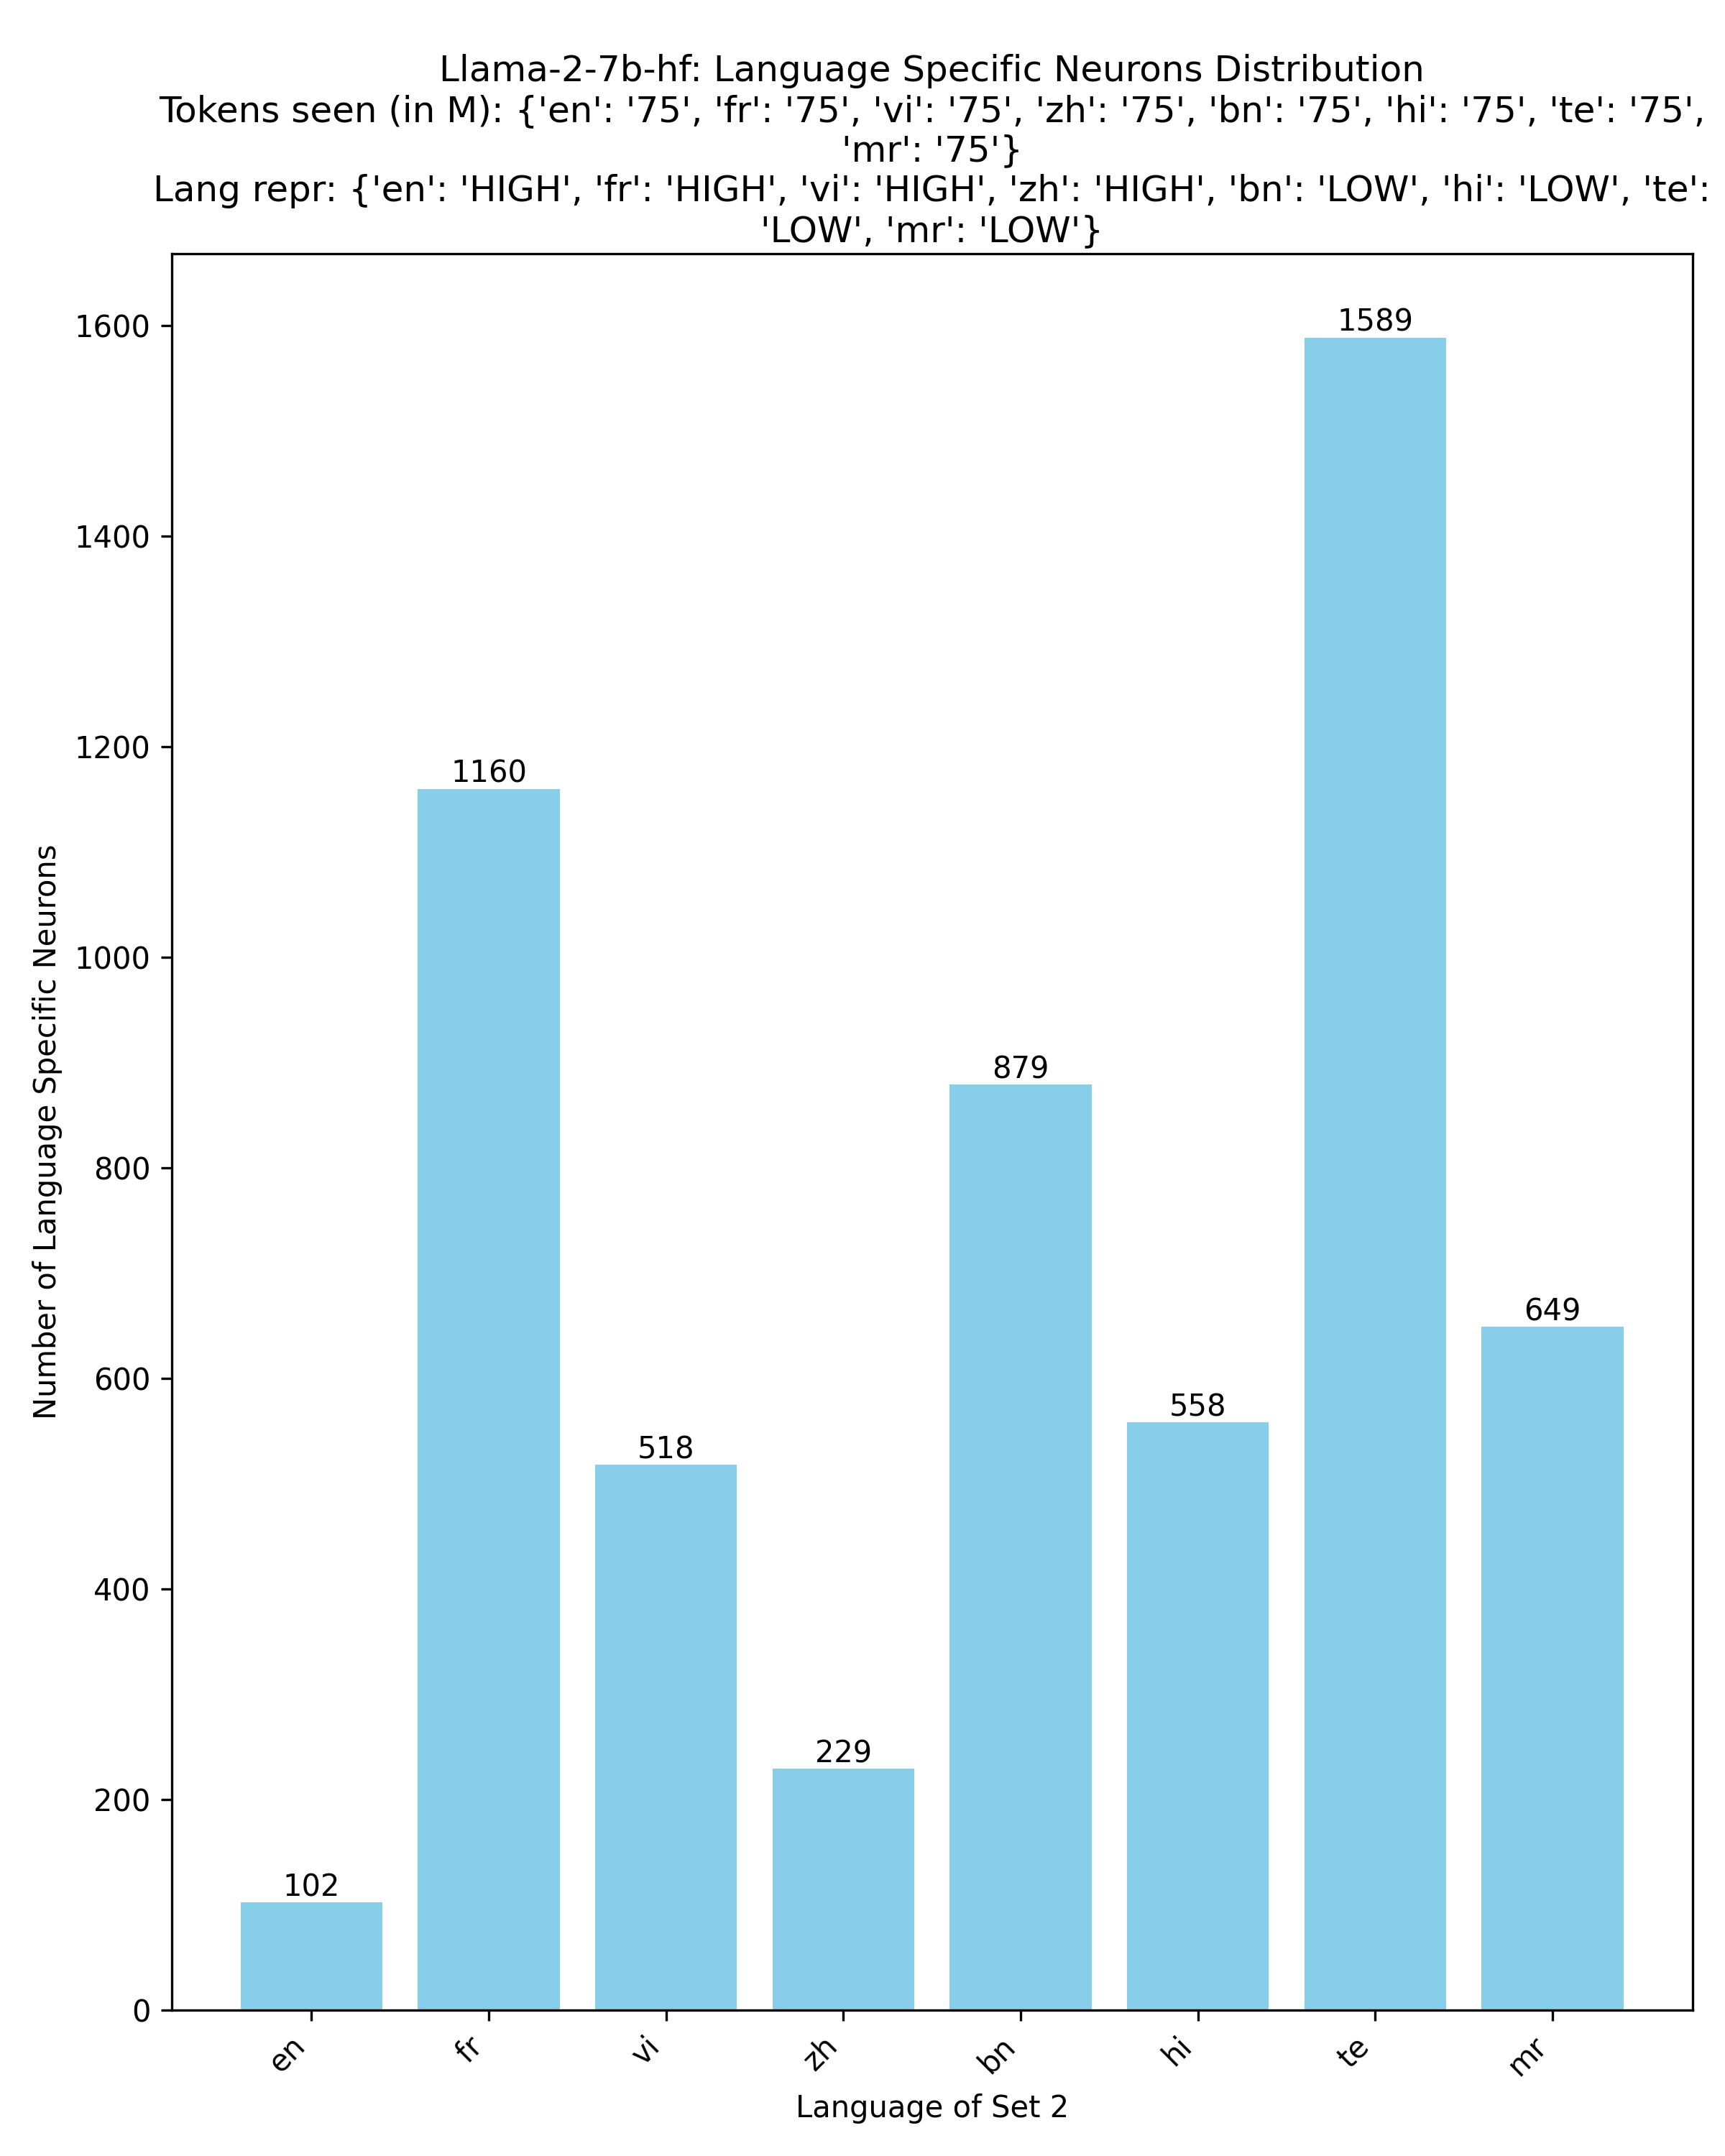 Llama-2-7b-hf: Language Specific Neurons Distribution
Tokens seen (in M): {'en': '75', 'fr': '75', 'vi': '75', 'zh': '75', 'bn': '75', 'hi': '75', 'te': '75',
'mr': '75'}
Lang repr: {'en': 'HIGH', 'fr': 'HIGH', 'vi': 'HIGH', 'zh': 'HIGH', 'bn': 'LOW', 'hi': 'LOW', 'te':
'LOW', 'mr': 'LOW'}
Number of Language Specific Neurons
1600
1400
1200
1000
800
600
400
200
0
102
1160
518
229
879
558
1589
649
en
fr
vi
zh
bn
hi
te
mr
Language of Set 2